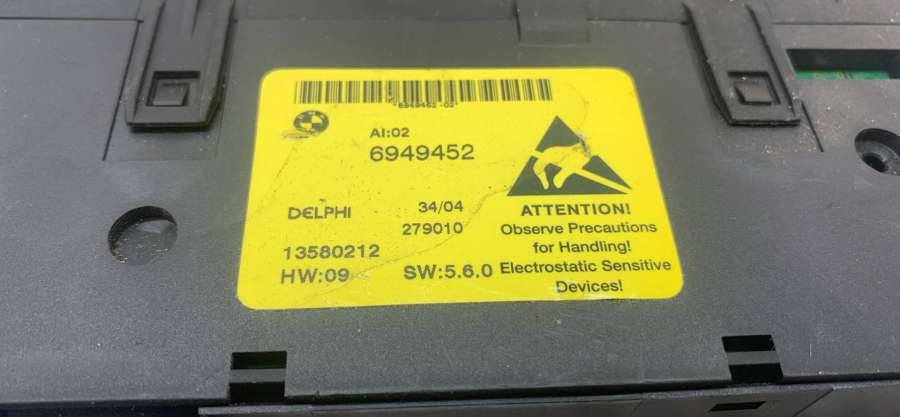 6949452-02
AI:02
6949452
DELPHI 34/04
279010
13580212
HW:09 SW:5.6.0
ATTENTION!
Observe Precautions
for Handling!
Electrostatic Sensitive
Devices!